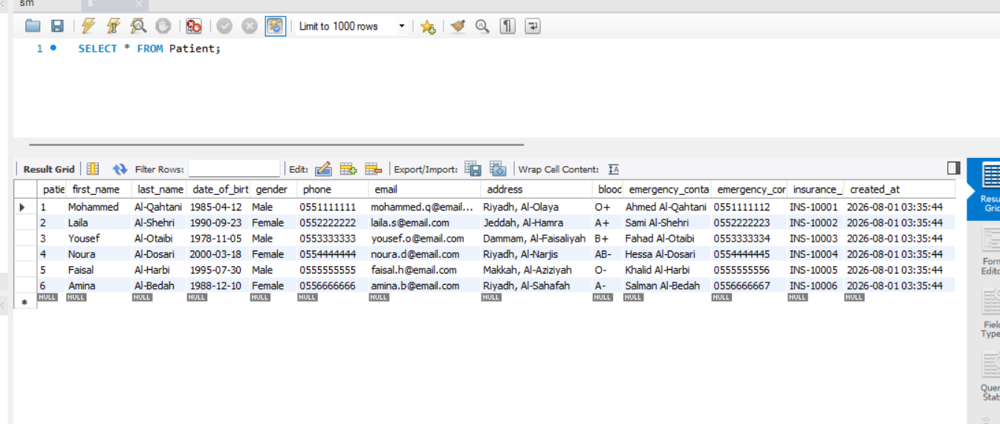 sm
Limit to 1000 rows
1 SELECT * FROM Patient;
Result Grid Filter Rows: Edit: Export/Import: Wrap Cell Content:
patie first_name last_name date_of_birt gender phone email address blood emergency_conta emergency_cor insurance_ created_at
1 Mohammed Al-Qahtani 1985-04-12 Male 0551111111 mohammed.q@email... Riyadh, Al-Olaya O+ Ahmed Al-Qahtani 0551111112 INS-10001 2026-08-01 03:35:44
2 Laila Al-Shehri 1990-09-23 Female 0552222222 laila.s@email.com Jeddah, Al-Hamra A+ Sami Al-Shehri 0552222223 INS-10002 2026-08-01 03:35:44
3 Yousef Al-Otaibi 1978-11-05 Male 0553333333 yousef.o@email.com Dammam, Al-Faisaliyah B+ Fahad Al-Otaibi 0553333334 INS-10003 2026-08-01 03:35:44
4 Noura Al-Dosari 2000-03-18 Female 0554444444 noura.d@email.com Riyadh, Al-Narjis AB- Hessa Al-Dosari 0554444445 INS-10004 2026-08-01 03:35:44
5 Faisal Al-Harbi 1995-07-30 Male 0555555555 faisal.h@email.com Makkah, Al-Aziziyah O- Khalid Al-Harbi 0555555556 INS-10005 2026-08-01 03:35:44
6 Amina Al-Bedah 1988-12-10 Female 0556666666 amina.b@email.com Riyadh, Al-Sahafah A- Salman Al-Bedah 0556666667 INS-10006 2026-08-01 03:35:44
NULL NULL NULL NULL NULL NULL NULL NULL NULL NULL NULL NULL NULL
Resu
Grid
Form
Edito
Field
Type
Quer
Stat